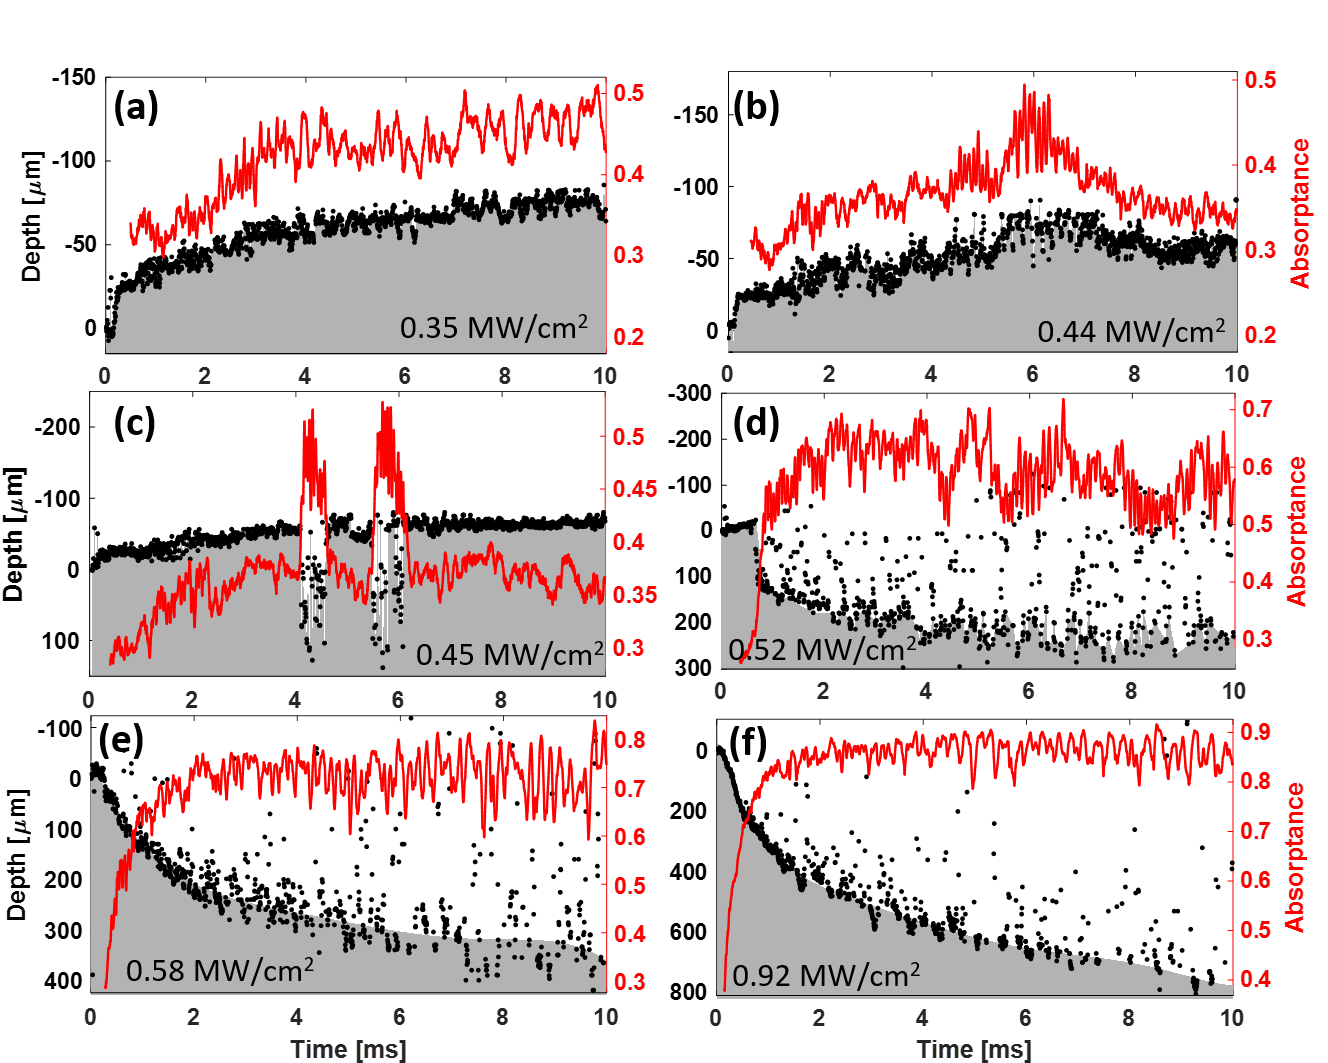 (a)
-150
-100
-50
0
Depth [μm]
0.5
0.4
0.3
0.2
0.35 MW/cm²
0 2 4 6 8 10
(b)
-150
-100
-50
0
0.5
0.4
0.3
0.2
Absorptance
0.44 MW/cm²
0 2 4 6 8 10
(c)
-200
-100
0
100
Depth [μm]
0.5
0.45
0.4
0.35
0.3
0.45 MW/cm²
0 2 4 6 8 10
(d)
-300
-200
-100
0
100
200
300
0.7
0.6
0.5
0.4
0.3
Absorptance
0.52 MW/cm²
0 2 4 6 8 10
(e)
-100
0
100
200
300
400
Depth [μm]
0.8
0.7
0.6
0.5
0.4
0.3
0.58 MW/cm²
0 2 4 6 8 10
Time [ms]
(f)
0
200
400
600
800
0.9
0.8
0.7
0.6
0.5
0.4
Absorptance
0.92 MW/cm²
0 2 4 6 8 10
Time [ms]